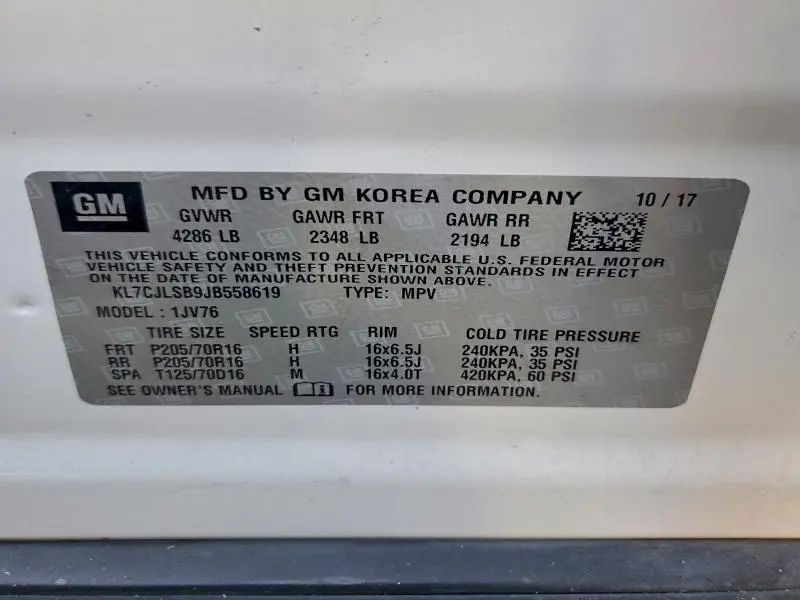 GM MFD BY GM KOREA COMPANY 10 / 17
GVWR GAWR FRT GAWR RR
4286 LB 2348 LB 2194 LB
THIS VEHICLE CONFORMS TO ALL APPLICABLE U.S. FEDERAL MOTOR
VEHICLE SAFETY AND THEFT PREVENTION STANDARDS IN EFFECT
ON THE DATE OF MANUFACTURE SHOWN ABOVE.
KL7CJLSB9JB558619 TYPE: MPV
MODEL : 1JV76
TIRE SIZE SPEED RTG RIM COLD TIRE PRESSURE
FRT P205/70R16 H 16x6.5J 240KPA, 35 PSI
RR P205/70R16 H 16x6.5J 240KPA, 35 PSI
SPA T125/70D16 M 16x4.0T 420KPA, 60 PSI
SEE OWNER'S MANUAL FOR MORE INFORMATION.